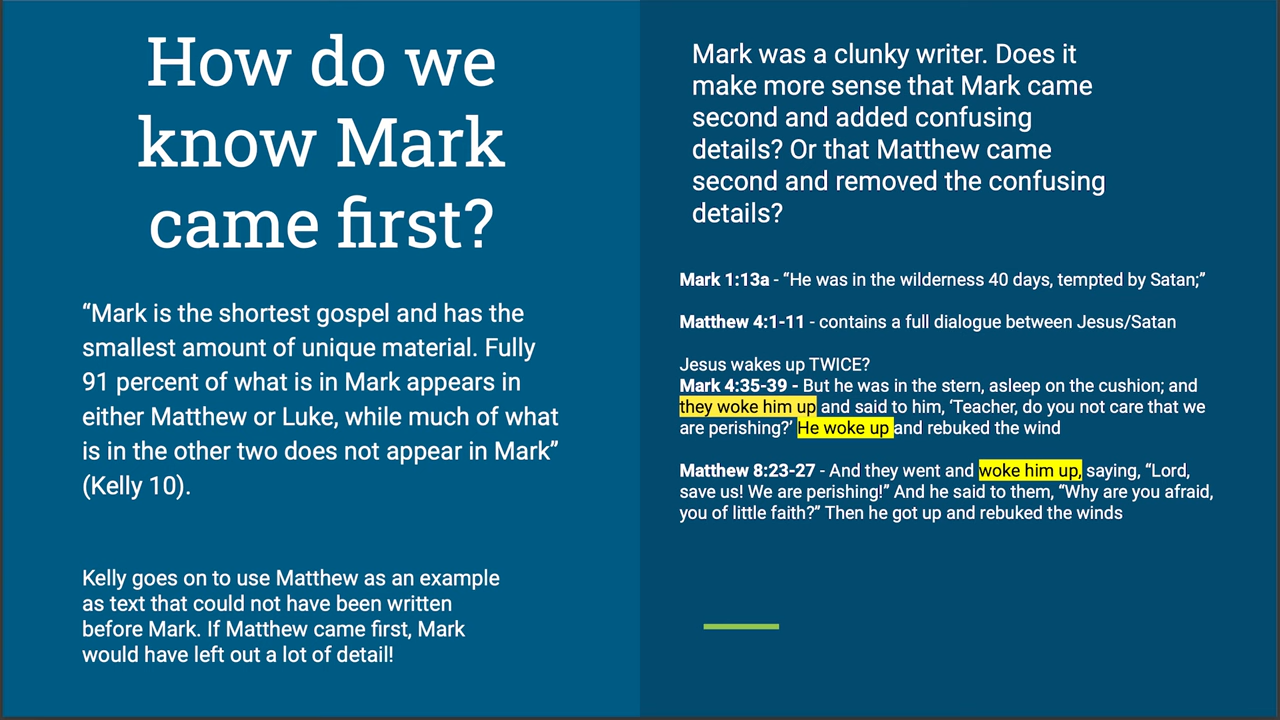 How do we
know Mark
came first?
“Mark is the shortest gospel and has the
smallest amount of unique material. Fully
91 percent of what is in Mark appears in
either Matthew or Luke, while much of what
is in the other two does not appear in Mark”
(Kelly 10).
Kelly goes on to use Matthew as an example
as text that could not have been written
before Mark. If Matthew came first, Mark
would have left out a lot of detail!
Mark was a clunky writer. Does it
make more sense that Mark came
second and added confusing
details? Or that Matthew came
second and removed the confusing
details?
Mark 1:13a - “He was in the wilderness 40 days, tempted by Satan;”
Matthew 4:1-11 - contains a full dialogue between Jesus/Satan
Jesus wakes up TWICE?
Mark 4:35-39 - But he was in the stern, asleep on the cushion; and
they woke him up and said to him, ‘Teacher, do you not care that we
are perishing?’ He woke up and rebuked the wind
Matthew 8:23-27 - And they went and woke him up, saying, “Lord,
save us! We are perishing!” And he said to them, “Why are you afraid,
you of little faith?” Then he got up and rebuked the winds